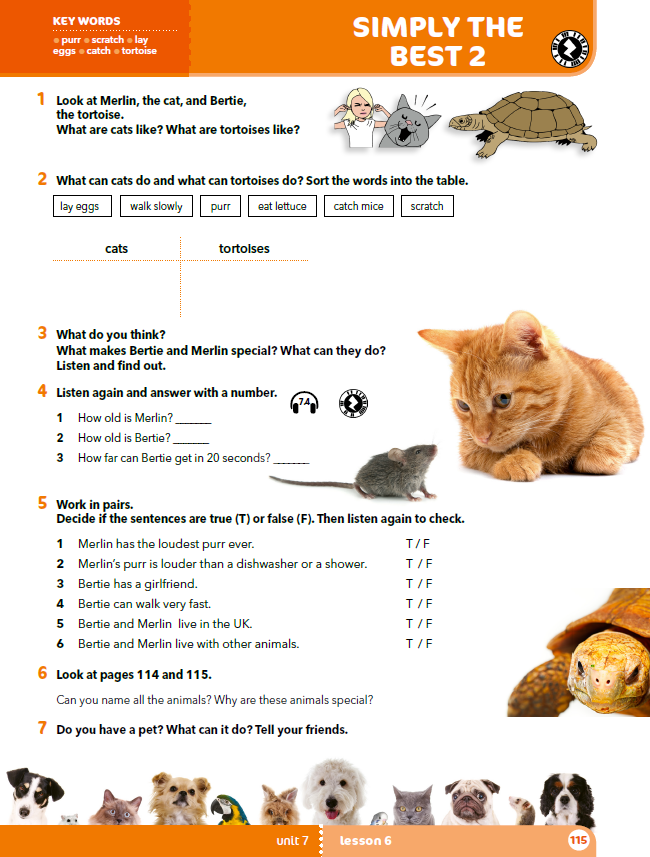 KEY WORDS
• purr • scratch • lay
eggs • catch • tortoise
SIMPLY THE
BEST 2
1 Look at Merlin, the cat, and Bertie,
the tortoise.
What are cats like? What are tortoises like?
2 What can cats do and what can tortoises do? Sort the words into the table.
lay eggs walk slowly purr eat lettuce catch mice scratch
cats tortoises
3 What do you think?
What makes Bertie and Merlin special? What can they do?
Listen and find out.
4 Listen again and answer with a number.
7.4
1 How old is Merlin? ______
2 How old is Bertie? ______
3 How far can Bertie get in 20 seconds? ______
5 Work in pairs.
Decide if the sentences are true (T) or false (F). Then listen again to check.
1 Merlin has the loudest purr ever. T / F
2 Merlin's purr is louder than a dishwasher or a shower. T / F
3 Bertie has a girlfriend. T / F
4 Bertie can walk very fast. T / F
5 Bertie and Merlin live in the UK. T / F
6 Bertie and Merlin live with other animals. T / F
6 Look at pages 114 and 115.
Can you name all the animals? Why are these animals special?
7 Do you have a pet? What can it do? Tell your friends.
unit 7 lesson 6 115